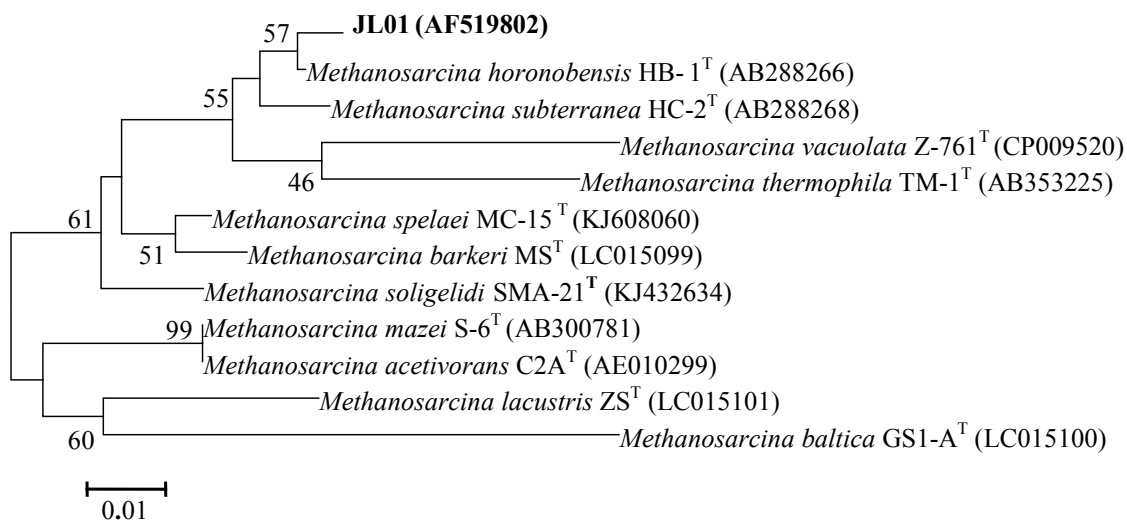 57 JL01 (AF519802)
Methanosarcina horonobensis HB- 1ᵀ (AB288266)
55 Methanosarcina subterranea HC-2ᵀ (AB288268)
Methanosarcina vacuolata Z-761ᵀ (CP009520)
46 Methanosarcina thermophila TM-1ᵀ (AB353225)
61 Methanosarcina spelaei MC-15 ᵀ (KJ608060)
51 Methanosarcina barkeri MSᵀ (LC015099)
Methanosarcina soligelidi SMA-21ᵀ (KJ432634)
99 Methanosarcina mazei S-6ᵀ (AB300781)
Methanosarcina acetivorans C2Aᵀ (AE010299)
Methanosarcina lacustris ZSᵀ (LC015101)
60 Methanosarcina baltica GS1-Aᵀ (LC015100)
0.01